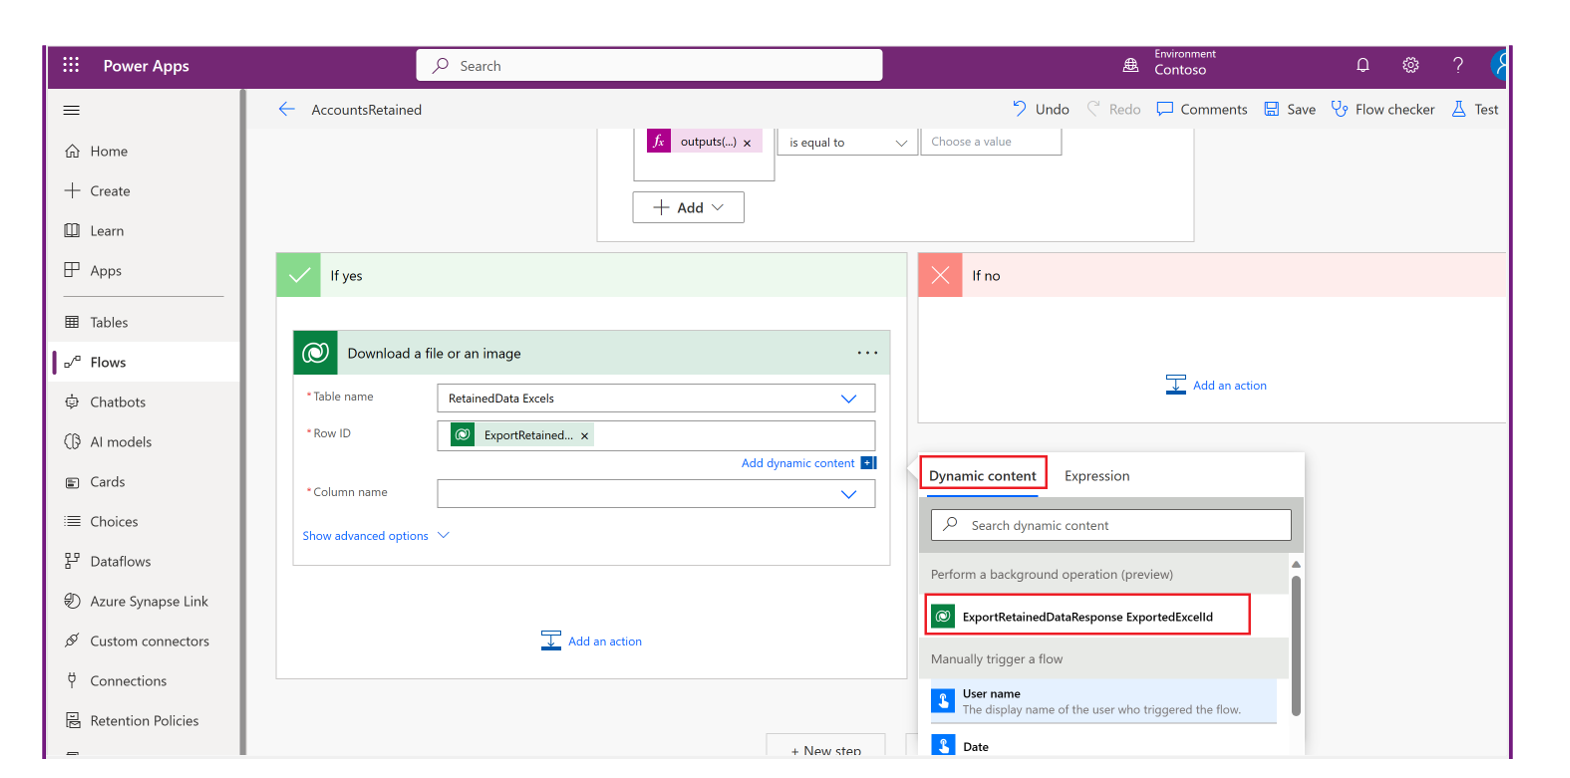 Power Apps
Search
Environment
Contoso
?
AccountsRetained
Undo
Redo
Comments
Save
Flow checker
Test
Home
Create
Learn
Apps
Tables
Flows
Chatbots
AI models
Cards
Choices
Dataflows
Azure Synapse Link
Custom connectors
Connections
Retention Policies
fx outputs(...) ×
is equal to
Choose a value
+ Add
If yes
Download a file or an image
...
* Table name
RetainedData Excels
* Row ID
ExportRetained... ×
Add dynamic content +
* Column name
Show advanced options
Add an action
If no
Add an action
Dynamic content
Expression
Search dynamic content
Perform a background operation (preview)
ExportRetainedDataResponse ExportedExcelId
Manually trigger a flow
User name
The display name of the user who triggered the flow.
Date
+ New step